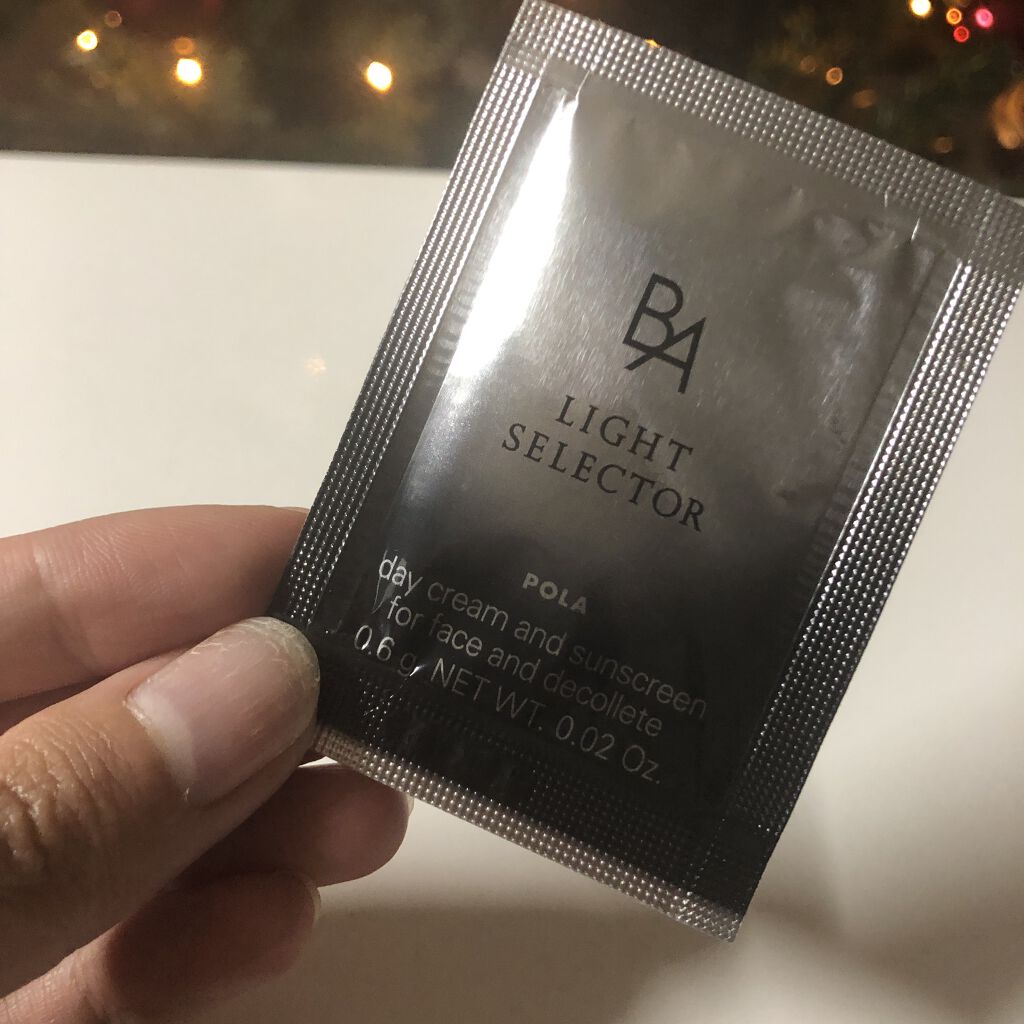 BA
LIGHT
SELECTOR
POLA
day cream and sunscreen
for face and decollete
0.6 g NET WT. 0.02 Oz.